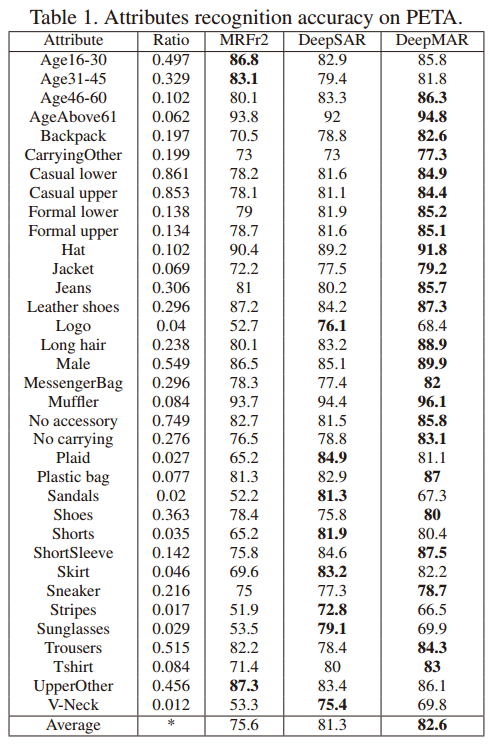 Table 1. Attributes recognition accuracy on PETA.
Attribute Ratio MRFr2 DeepSAR DeepMAR
Age16-30 0.497 86.8 82.9 85.8
Age31-45 0.329 83.1 79.4 81.8
Age46-60 0.102 80.1 83.3 86.3
AgeAbove61 0.062 93.8 92 94.8
Backpack 0.197 70.5 78.8 82.6
CarryingOther 0.199 73 73 77.3
Casual lower 0.861 78.2 81.6 84.9
Casual upper 0.853 78.1 81.1 84.4
Formal lower 0.138 79 81.9 85.2
Formal upper 0.134 78.7 81.6 85.1
Hat 0.102 90.4 89.2 91.8
Jacket 0.069 72.2 77.5 79.2
Jeans 0.306 81 80.2 85.7
Leather shoes 0.296 87.2 84.2 87.3
Logo 0.04 52.7 76.1 68.4
Long hair 0.238 80.1 83.2 88.9
Male 0.549 86.5 85.1 89.9
MessengerBag 0.296 78.3 77.4 82
Muffler 0.084 93.7 94.4 96.1
No accessory 0.749 82.7 81.5 85.8
No carrying 0.276 76.5 78.8 83.1
Plaid 0.027 65.2 84.9 81.1
Plastic bag 0.077 81.3 82.9 87
Sandals 0.02 52.2 81.3 67.3
Shoes 0.363 78.4 75.8 80
Shorts 0.035 65.2 81.9 80.4
ShortSleeve 0.142 75.8 84.6 87.5
Skirt 0.046 69.6 83.2 82.2
Sneaker 0.216 75 77.3 78.7
Stripes 0.017 51.9 72.8 66.5
Sunglasses 0.029 53.5 79.1 69.9
Trousers 0.515 82.2 78.4 84.3
Tshirt 0.084 71.4 80 83
UpperOther 0.456 87.3 83.4 86.1
V-Neck 0.012 53.3 75.4 69.8
Average * 75.6 81.3 82.6